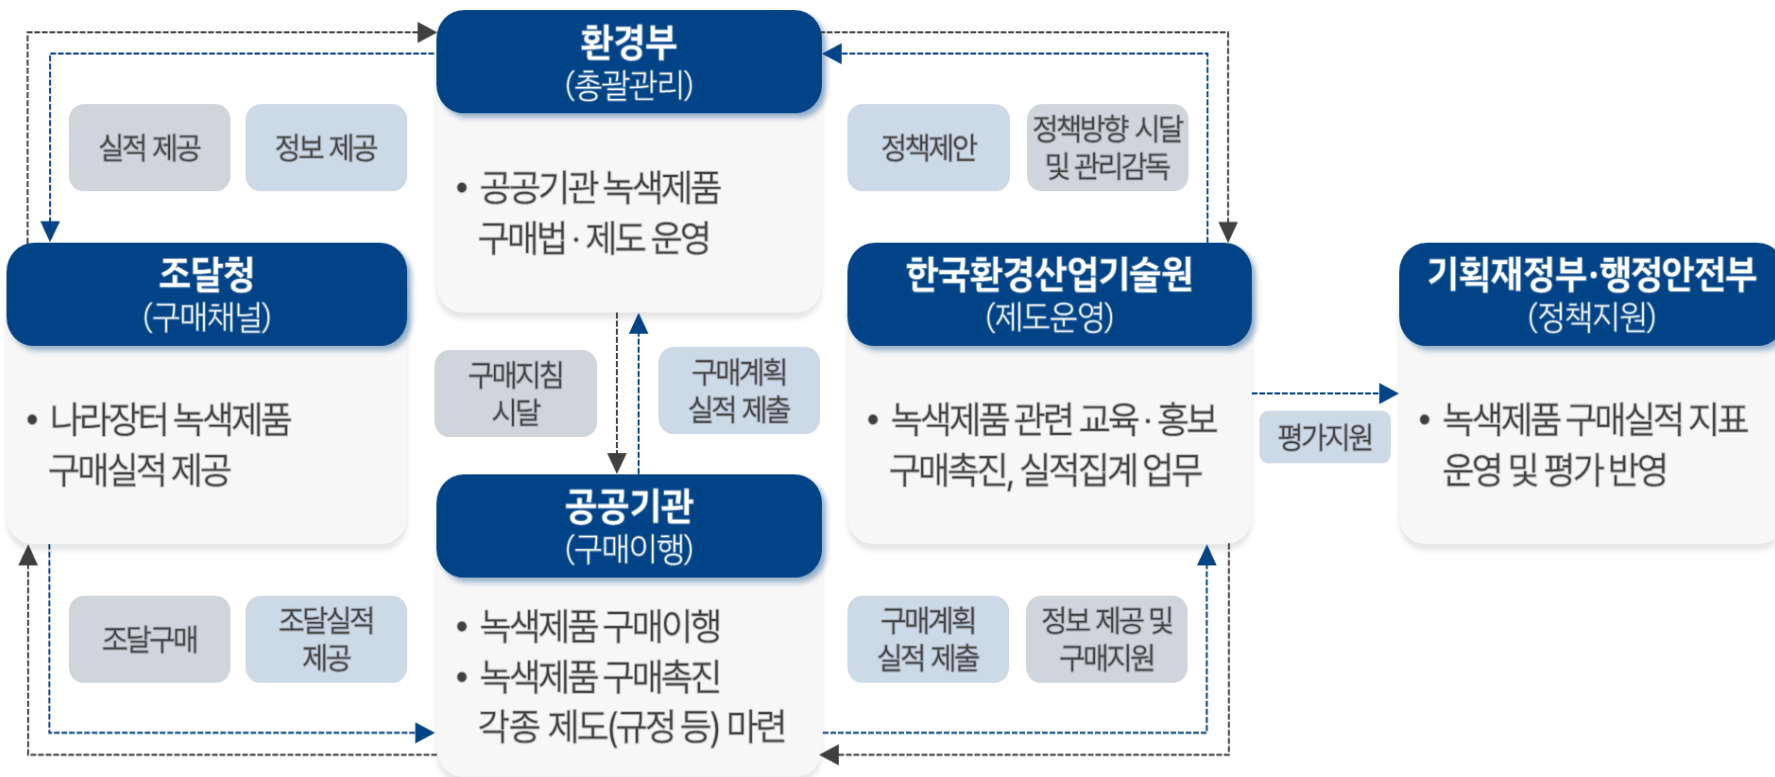 환경부
(총괄관리)
• 공공기관 녹색제품
구매법·제도 운영
실적 제공
정보 제공
정책제안
정책방향 시달
및 관리감독
조달청
(구매채널)
• 나라장터 녹색제품
구매실적 제공
구매지침
시달
구매계획
실적 제출
한국환경산업기술원
(제도운영)
• 녹색제품 관련 교육·홍보
구매촉진, 실적집계 업무
평가지원
기획재정부·행정안전부
(정책지원)
• 녹색제품 구매실적 지표
운영 및 평가 반영
조달구매
조달실적
제공
공공기관
(구매이행)
• 녹색제품 구매이행
• 녹색제품 구매촉진
각종 제도(규정 등) 마련
구매계획
실적 제출
정보 제공 및
구매지원